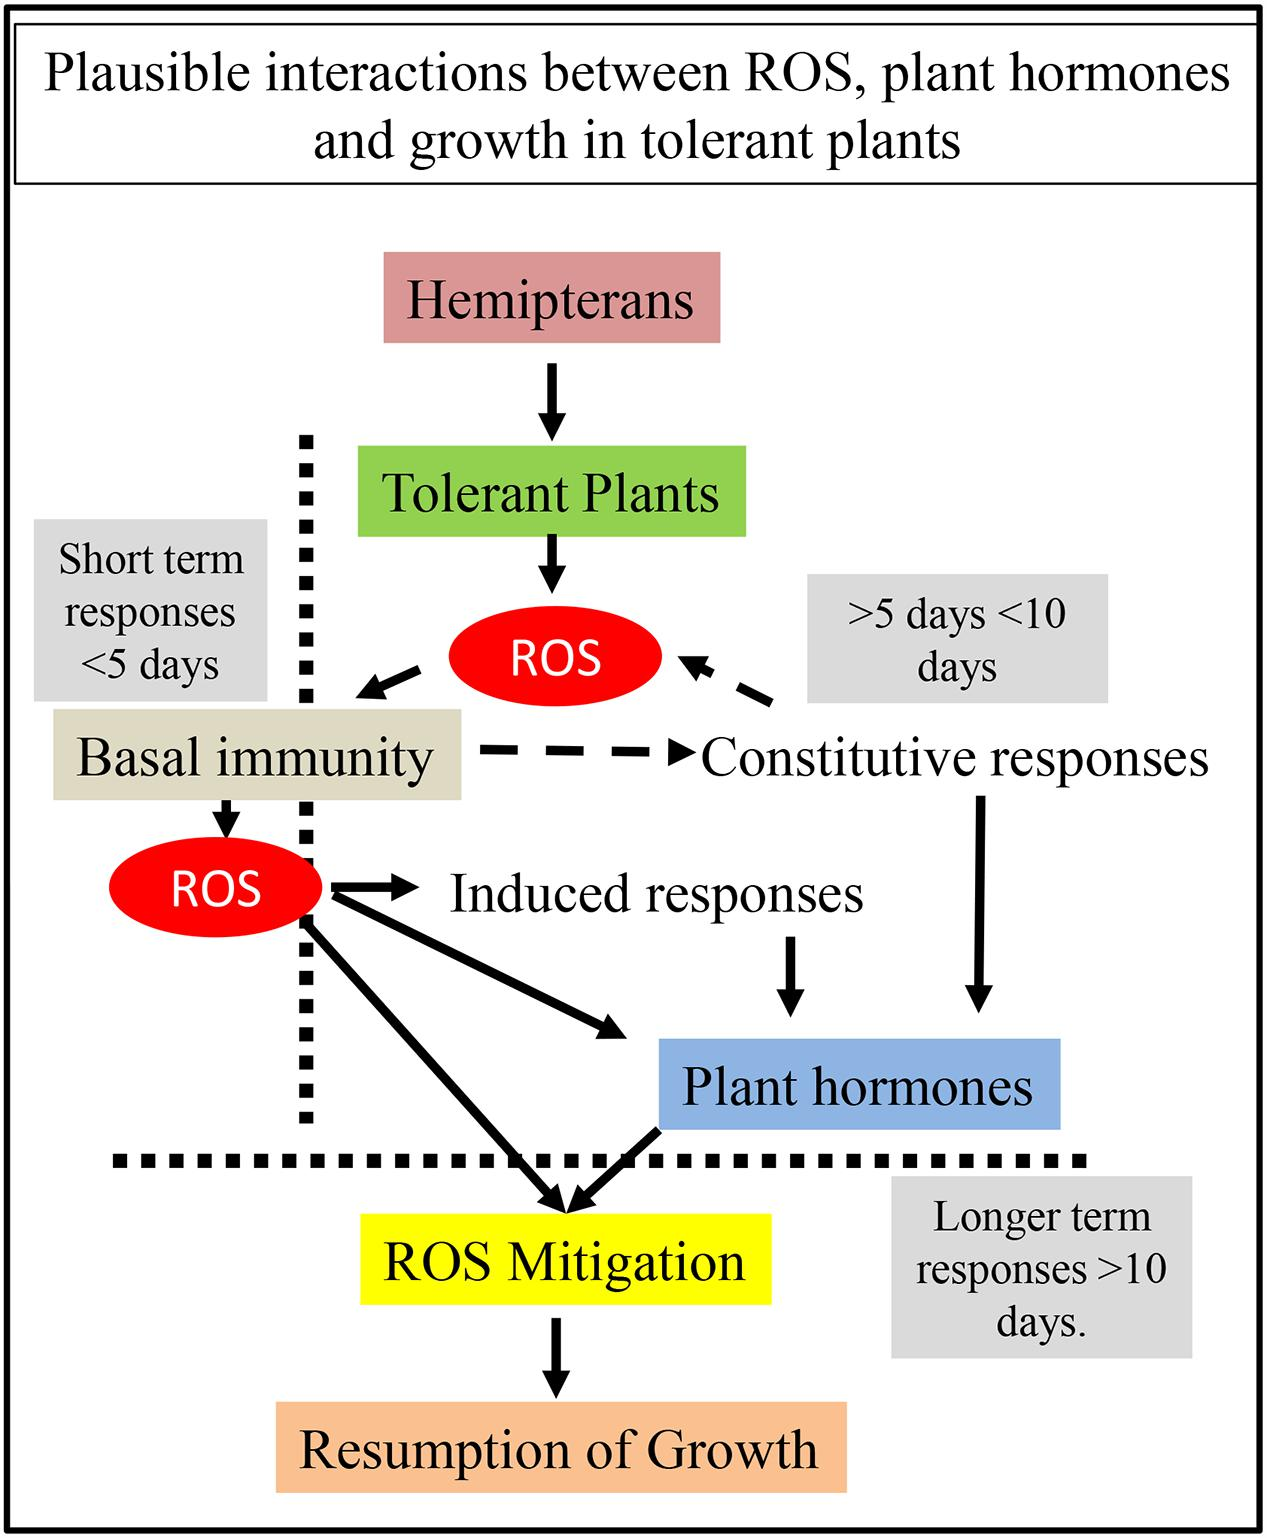 Plausible interactions between ROS, plant hormones
and growth in tolerant plants
Hemipterans
Tolerant Plants
Short term
responses
<5 days
ROS
>5 days <10
days
Basal immunity
Constitutive responses
ROS
Induced responses
Plant hormones
ROS Mitigation
Longer term
responses >10
days.
Resumption of Growth